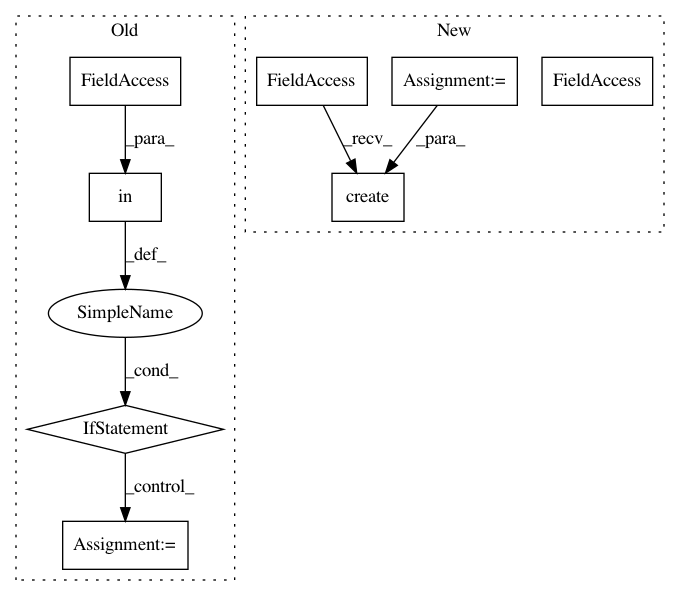 Old
FieldAccess
_para_
in
_def_
SimpleName
_cond_
IfStatement
_control_
Assignment:=
New
FieldAccess
Assignment:=
FieldAccess
_recv_
_para_
create